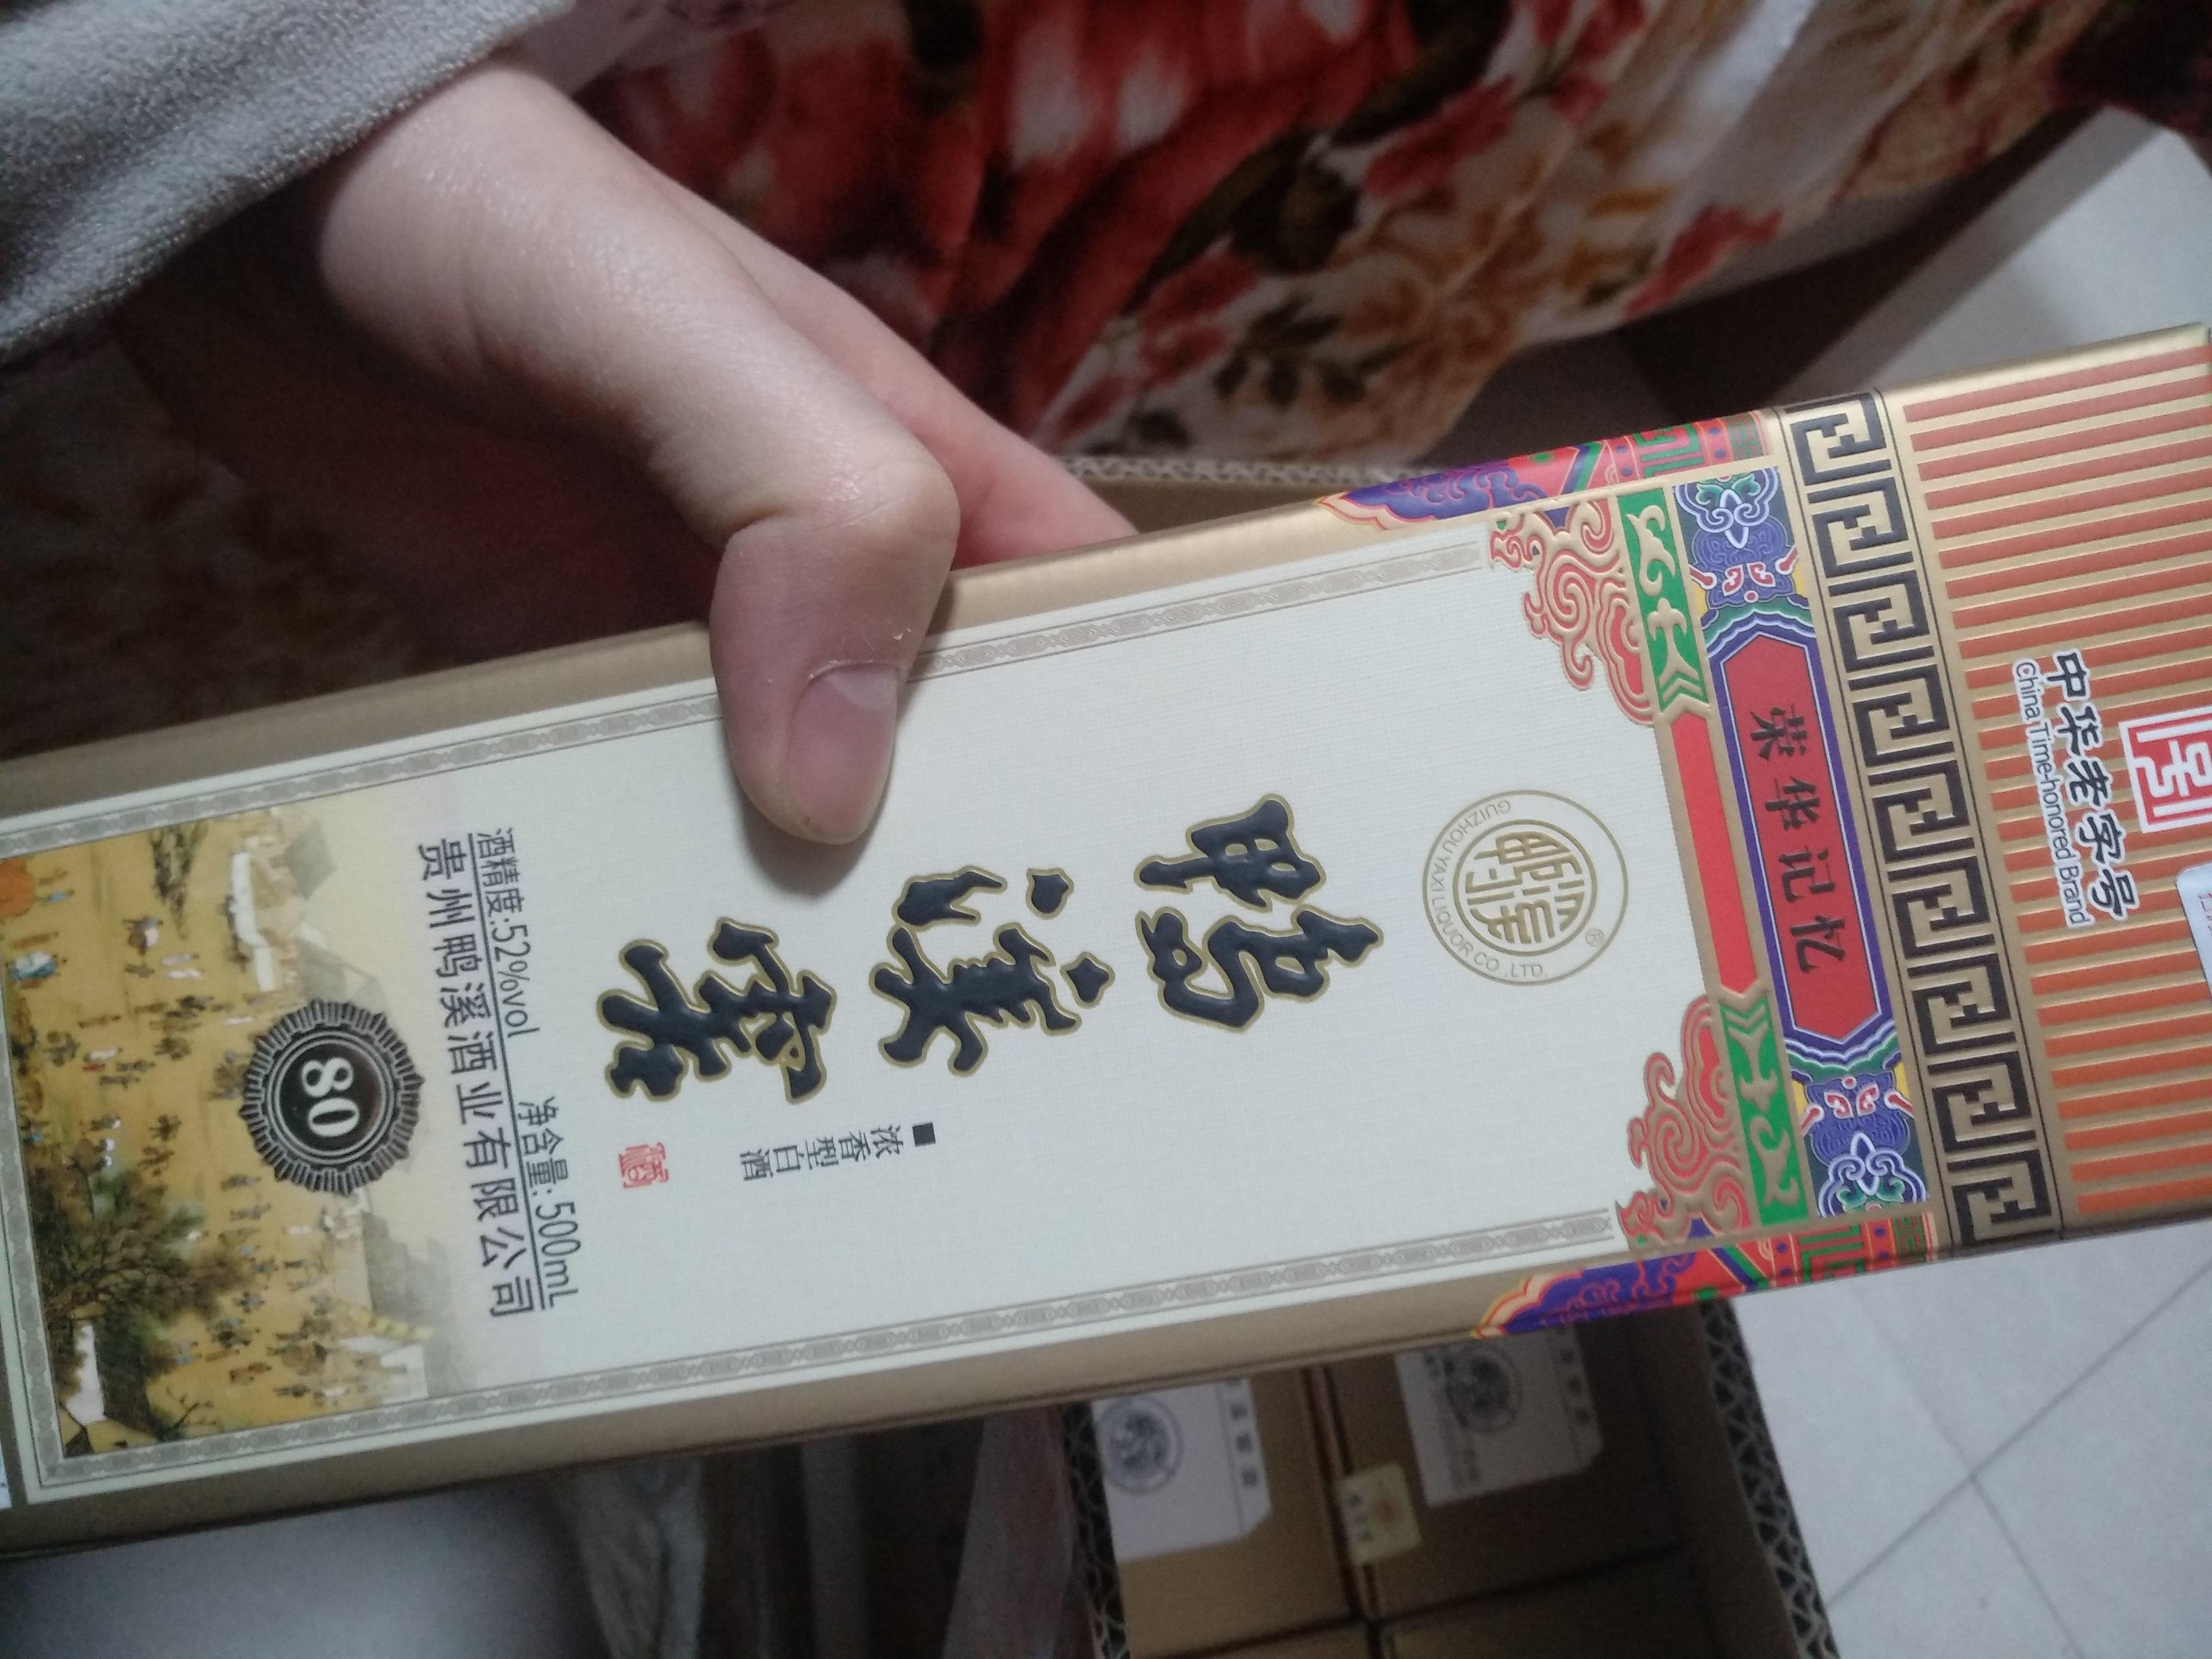 中华老字号
China Time-honored Brand
荣华记忆
GUIZHOU YAXI LIQUOR CO.,LTD.
®
鸭溪窖
浓香型白酒
酒精度:52%vol 净含量:500mL
贵州鸭溪酒业有限公司
80